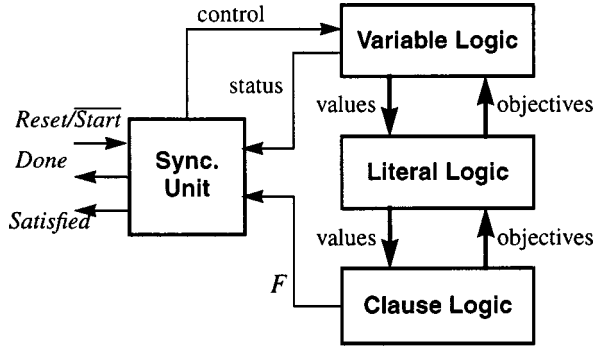 control
Variable Logic
status
values
objectives
Reset/Start
Done
Sync.
Unit
Literal Logic
Satisfied
values
objectives
F
Clause Logic